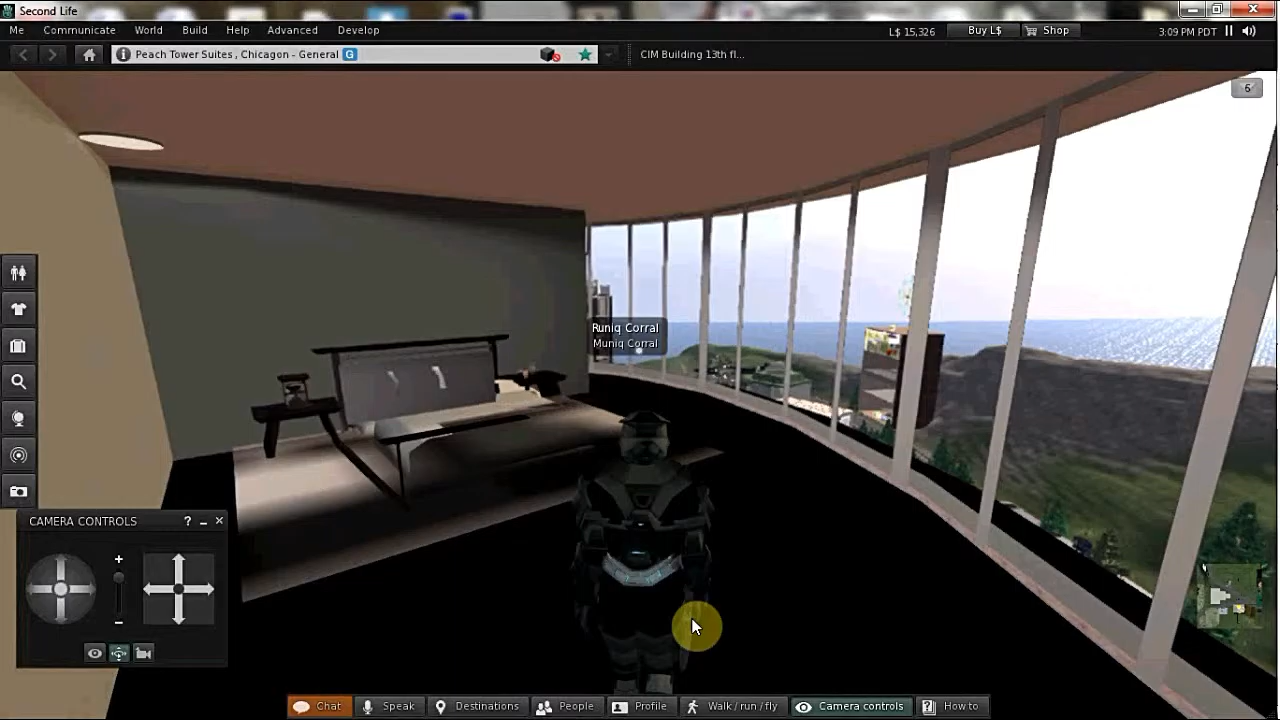 Second Life
Me Communicate World Build Help Advanced Develop
L$ 15,326 Buy L$ Shop 3:09 PM PDT
Peach Tower Suites , Chicagon - General G
CIM Building 13th fl...
6
Runiq Corral
Muniq Corral
CAMERA CONTROLS ?
Chat Speak Destinations People Profile Walk / run / fly Camera controls How to